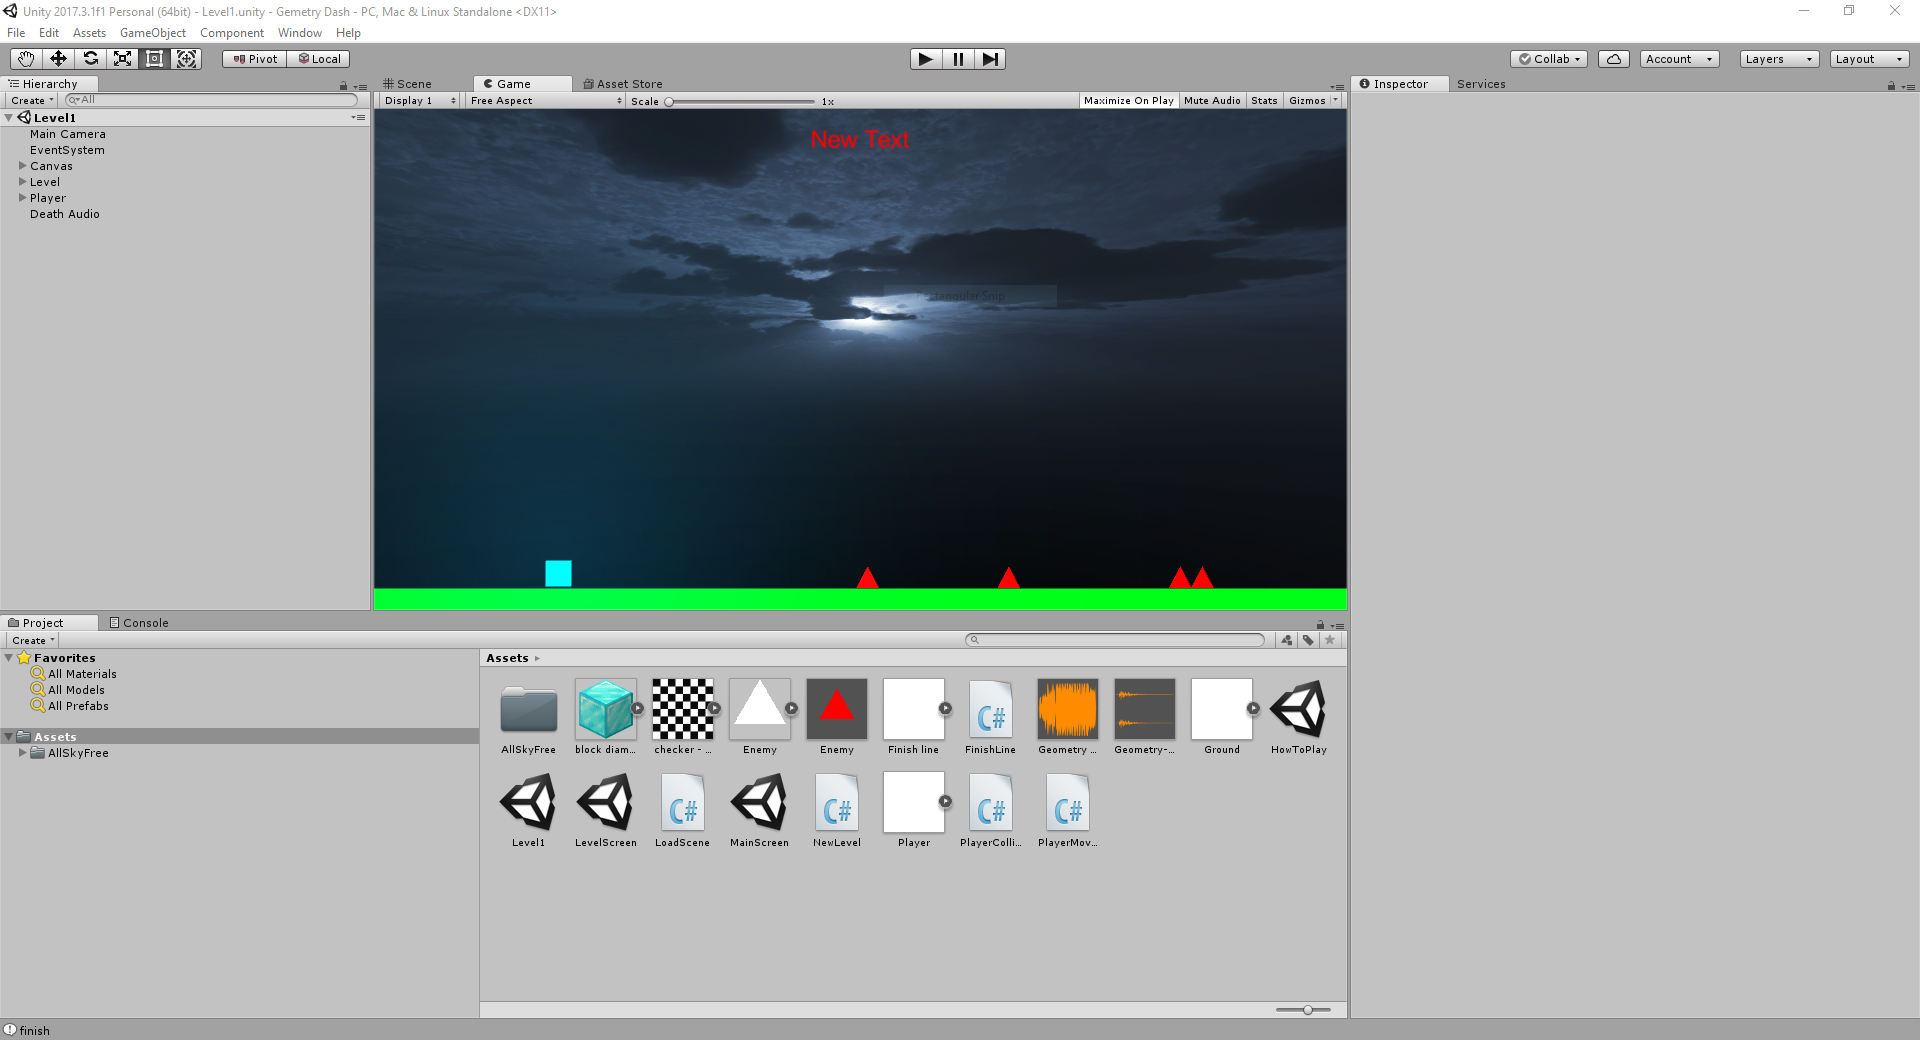 Unity 2017.3.1f1 Personal (64bit) - Level1.unity - Gemetry Dash - PC, Mac & Linux Standalone <DX11>
File Edit Assets GameObject Component Window Help
Pivot Local Collab Account Layers Layout
Hierarchy
Create All
Level1
Main Camera
EventSystem
Canvas
Level
Player
Death Audio
Scene Game Asset Store
Display 1 Free Aspect Scale 1x Maximize On Play Mute Audio Stats Gizmos
New Text
Rectangular Snip
Inspector Services
Project Console
Create
Favorites
All Materials
All Models
All Prefabs
Assets
AllSkyFree
Assets
AllSkyFree block diam... checker - ... Enemy Enemy Finish line FinishLine Geometry ... Geometry-... Ground HowToPlay
Level1 LevelScreen LoadScene MainScreen NewLevel Player PlayerColli... PlayerMov...
finish